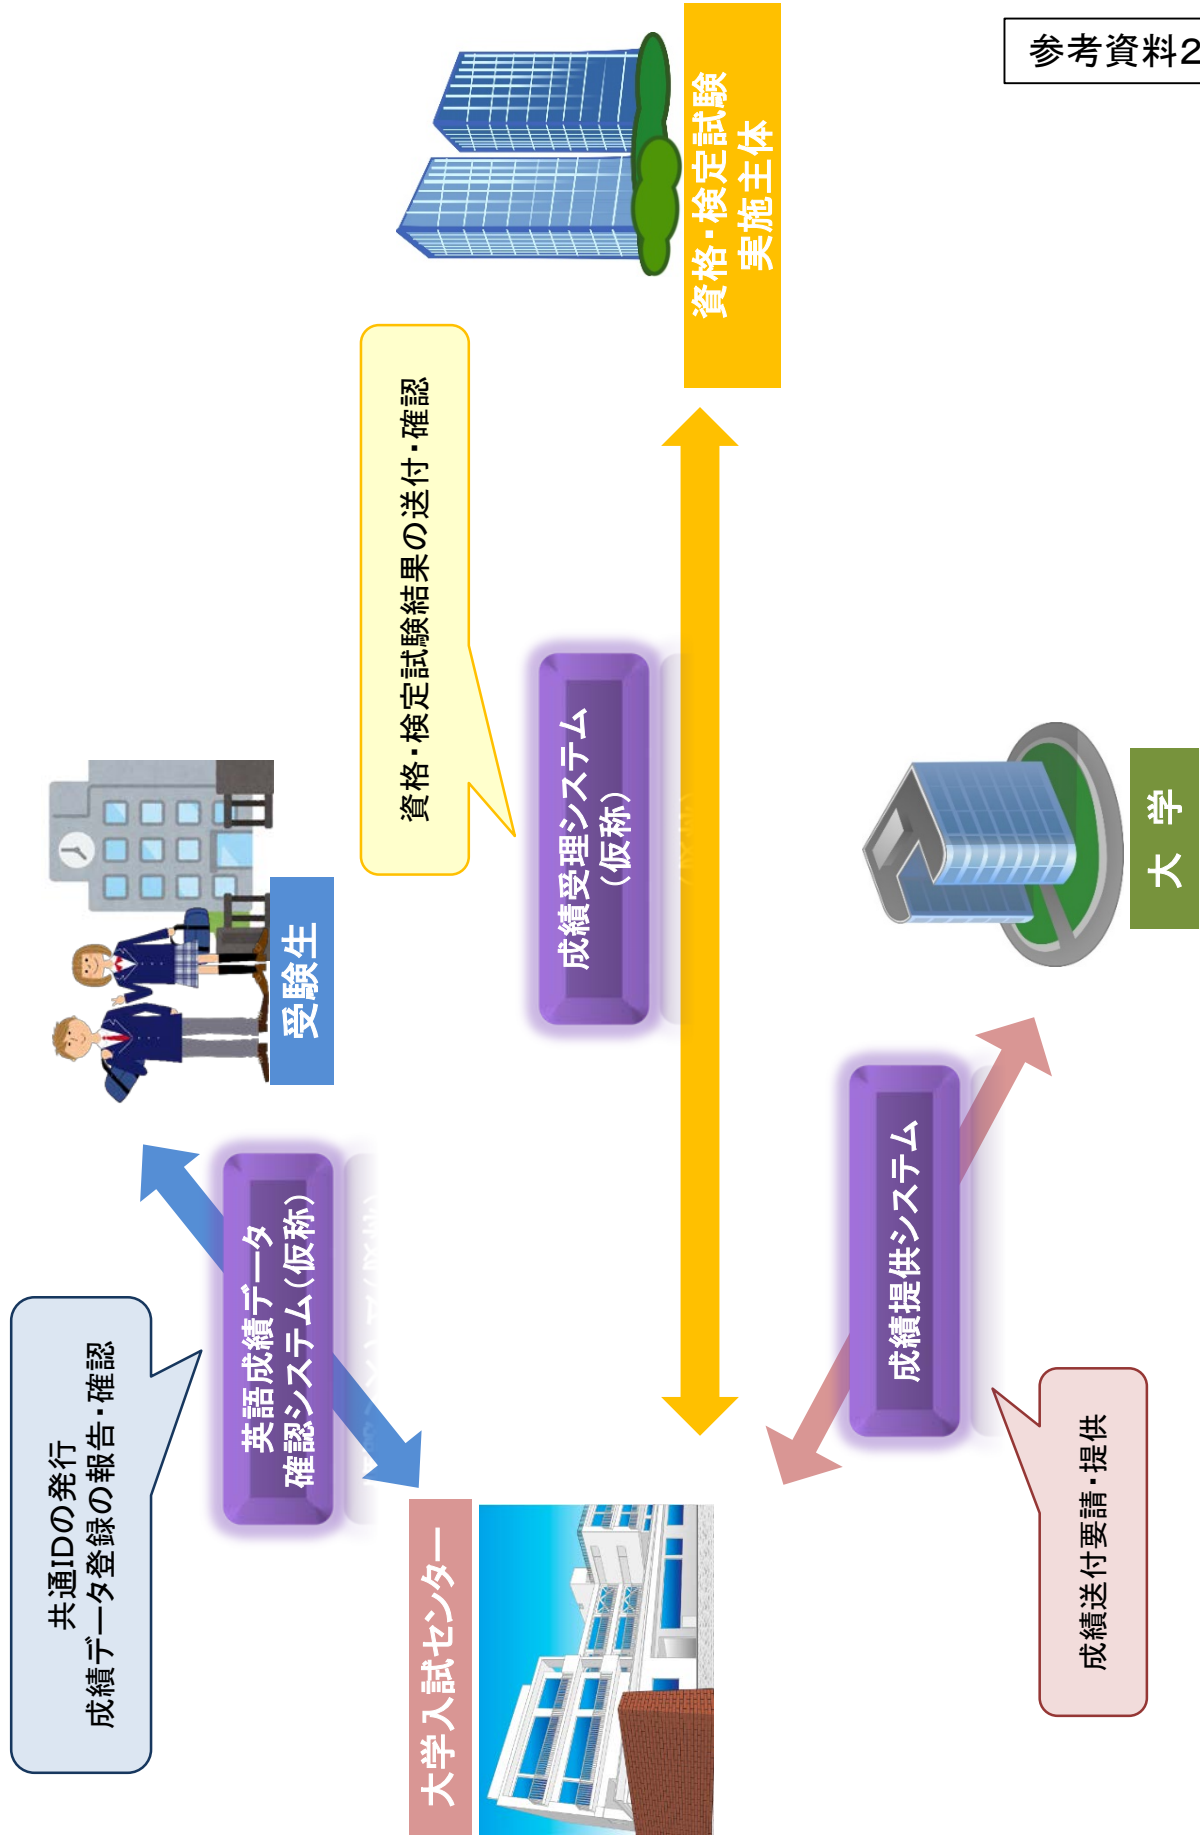 参考資料2
共通IDの発行
成績データ登録の報告・確認
英語成績データ
確認システム(仮称)
受験生
資格・検定試験結果の送付・確認
成績受理システム
(仮称)
資格・検定試験
実施主体
大学入試センター
成績提供システム
成績送付要請・提供
大 学